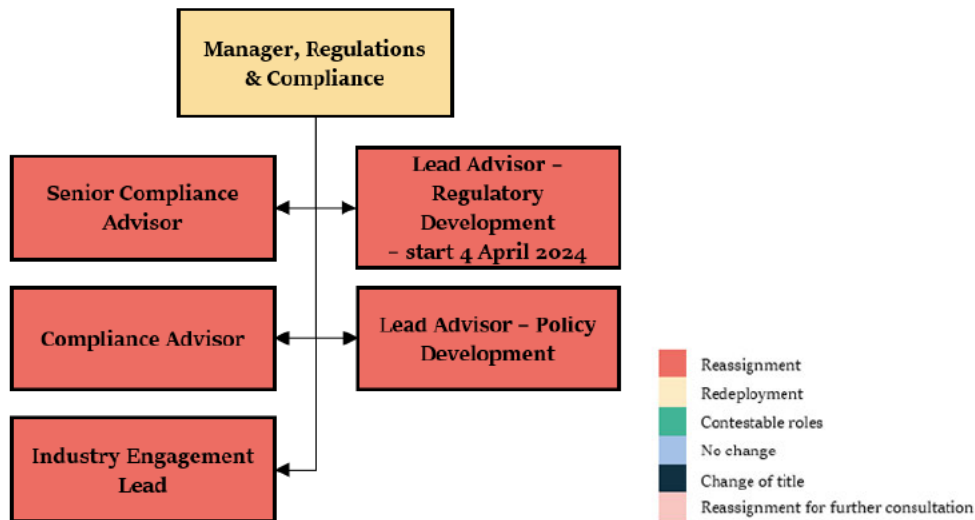 Manager, Regulations
& Compliance
Senior Compliance
Advisor
Lead Advisor –
Regulatory
Development
– start 4 April 2024
Compliance Advisor
Lead Advisor – Policy
Development
Industry Engagement
Lead
Reassignment
Redeployment
Contestable roles
No change
Change of title
Reassignment for further consultation